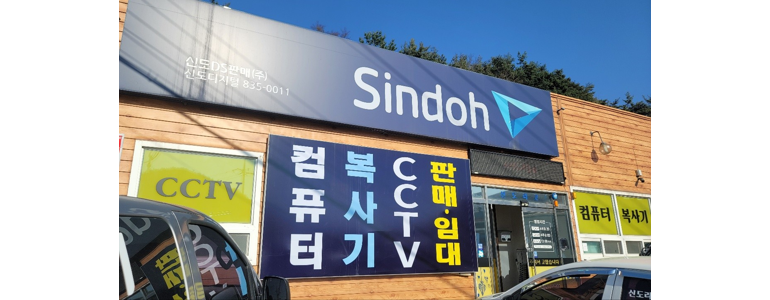 신도DS판매(주)
신도디지탈 835-0011
Sindoh
CCTV
컴퓨터
복사기
CCTV
판매·임대
컴퓨터
복사기